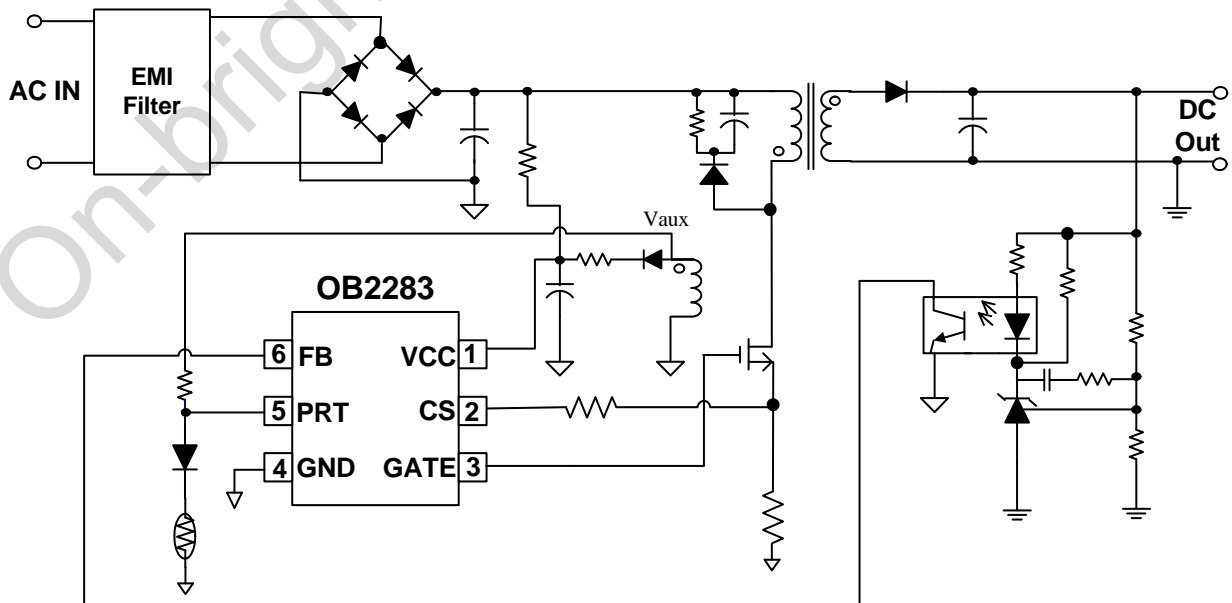 On-brigh
AC IN
EMI
Filter
DC
Out
Vaux
OB2283
6 FB
VCC 1
5 PRT
CS 2
4 GND
GATE 3